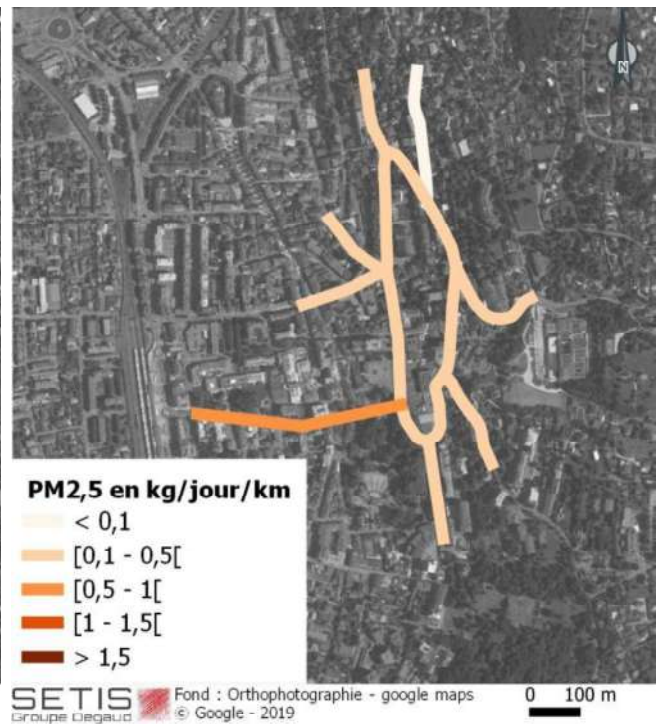 N
PM2,5 en kg/jour/km
< 0,1
[0,1 - 0,5[
[0,5 - 1[
[1 - 1,5[
> 1,5
SETIS
Groupe Degaud
Fond : Orthophotographie - google maps
© Google - 2019
0 100 m